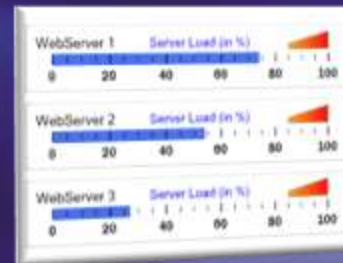 WebServer 1 Server Load (in %)
0 20 40 60 80 100
WebServer 2 Server Load (in %)
0 20 40 60 80 100
WebServer 3 Server Load (in %)
0 20 40 60 80 100